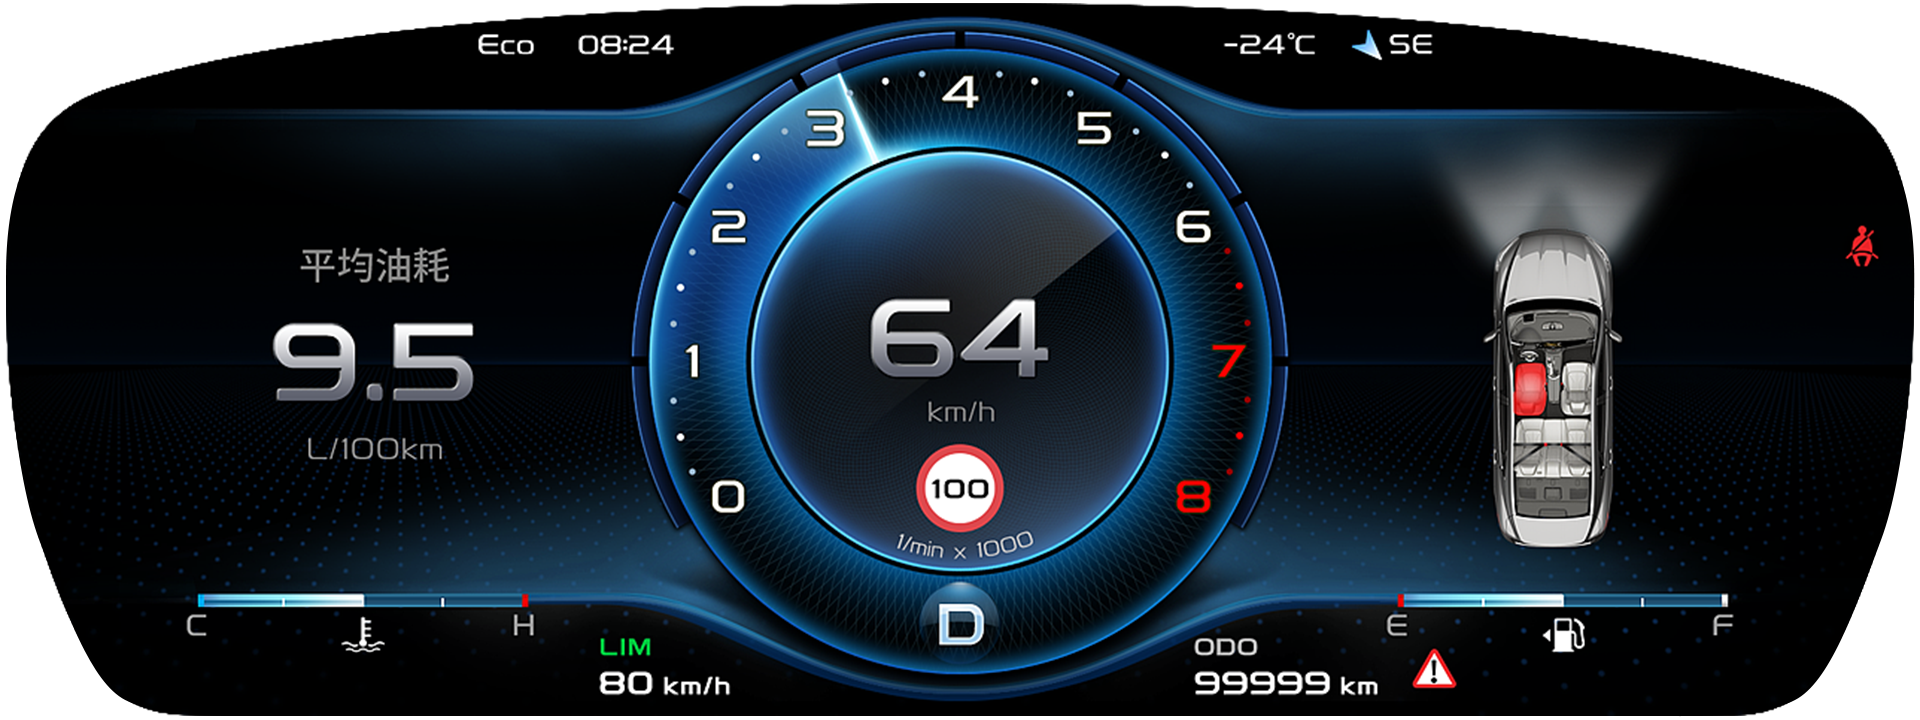 Eco 08:24
-24℃ SE
4
3 5
2 6
平均油耗
9.5
L/100km
64
km/h
1 7
100
0 8
1/min x 1000
D
C H
E F
LIM
80 km/h
ODO
99999 km